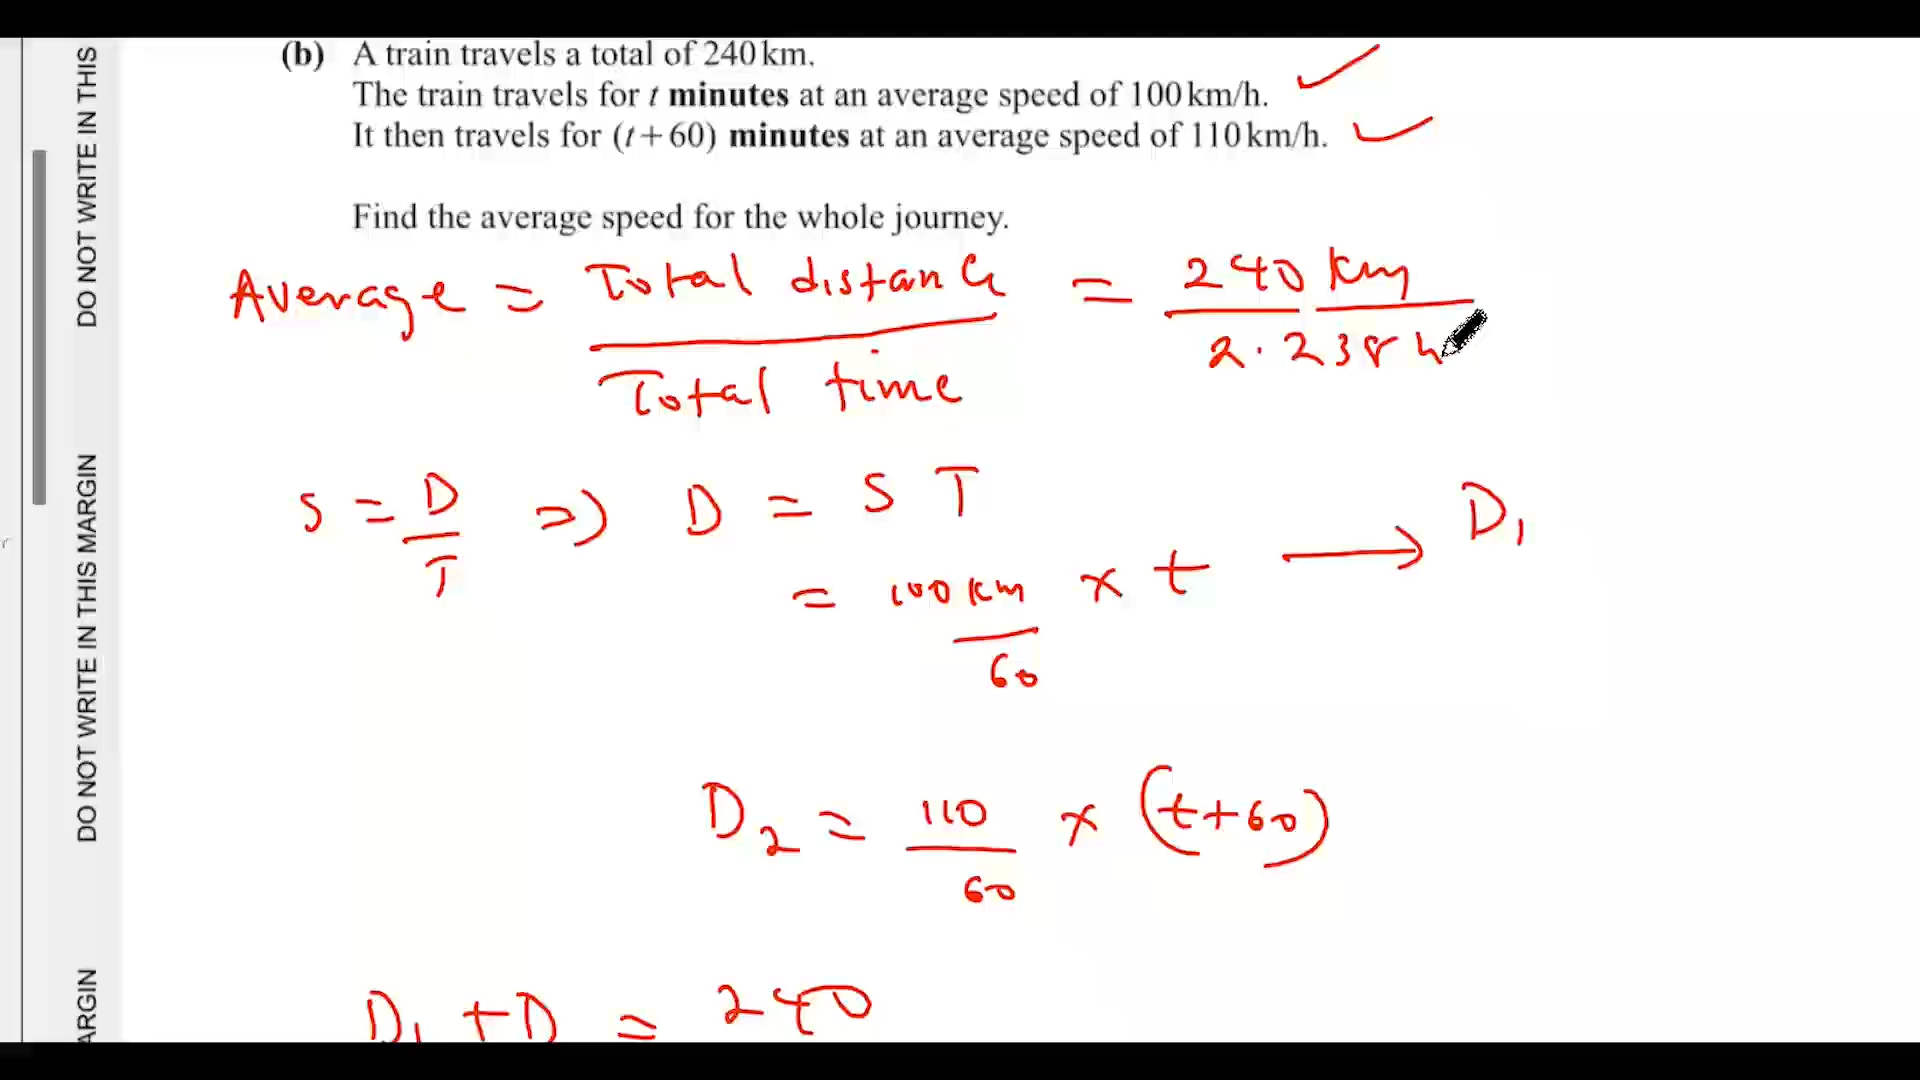 (b) A train travels a total of 240 km.
The train travels for t minutes at an average speed of 100 km/h.
It then travels for (t+60) minutes at an average speed of 110 km/h.
Find the average speed for the whole journey.
Average = Total distance / Total time = 240 km / 2.238 h
S = D/T => D = S T
= 100 km/60 × t → D₁
D₂ = 110/60 × (t+60)
D₁ + D = 240
DO NOT WRITE IN THIS
DO NOT WRITE IN THIS MARGIN
ARGIN